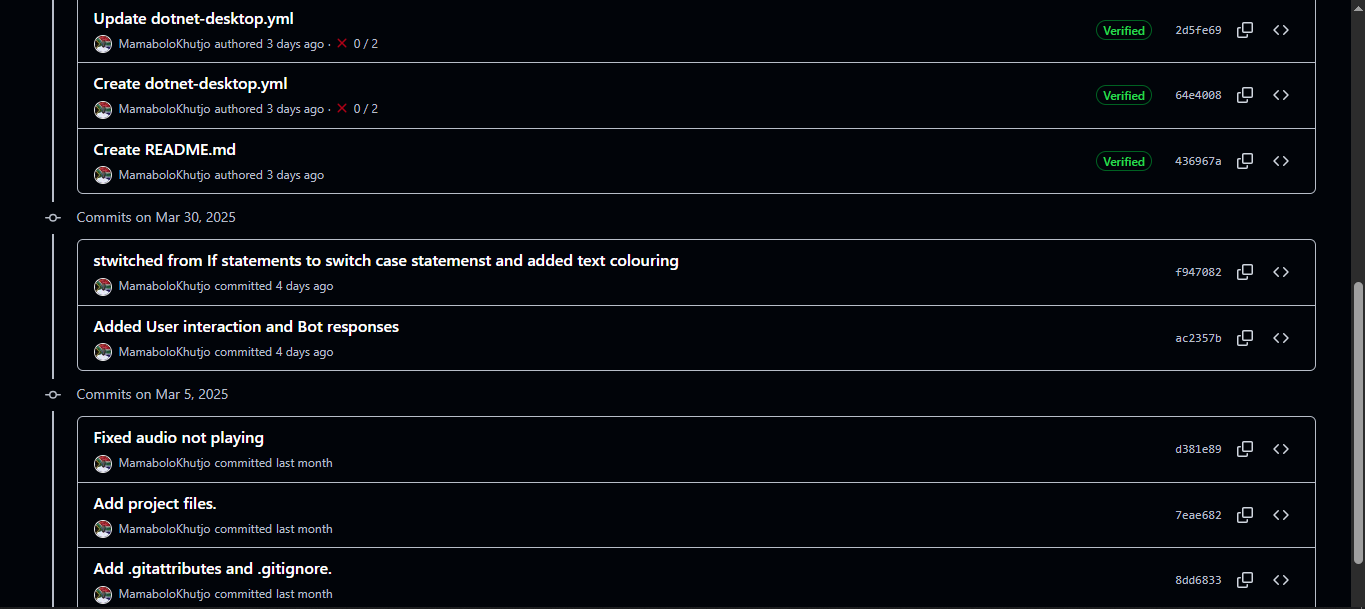 Update dotnet-desktop.yml
Verified 2d5fe69
MamaboloKhutjo authored 3 days ago · 0 / 2
Create dotnet-desktop.yml
Verified 64e4008
MamaboloKhutjo authored 3 days ago · 0 / 2
Create README.md
Verified 436967a
MamaboloKhutjo authored 3 days ago
Commits on Mar 30, 2025
stwitched from If statements to switch case statemenst and added text colouring
f947082
MamaboloKhutjo committed 4 days ago
Added User interaction and Bot responses
ac2357b
MamaboloKhutjo committed 4 days ago
Commits on Mar 5, 2025
Fixed audio not playing
d381e89
MamaboloKhutjo committed last month
Add project files.
7eae682
MamaboloKhutjo committed last month
Add .gitattributes and .gitignore.
8dd6833
MamaboloKhutjo committed last month